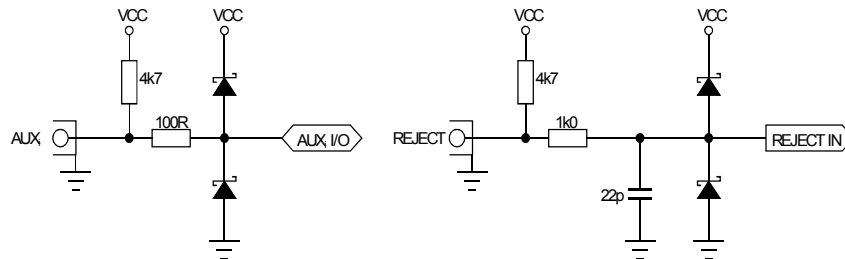 VCC VCC VCC VCC
4k7 4k7
100R 1k0
AUX, AUX, I/O REJECT REJECT IN
22p